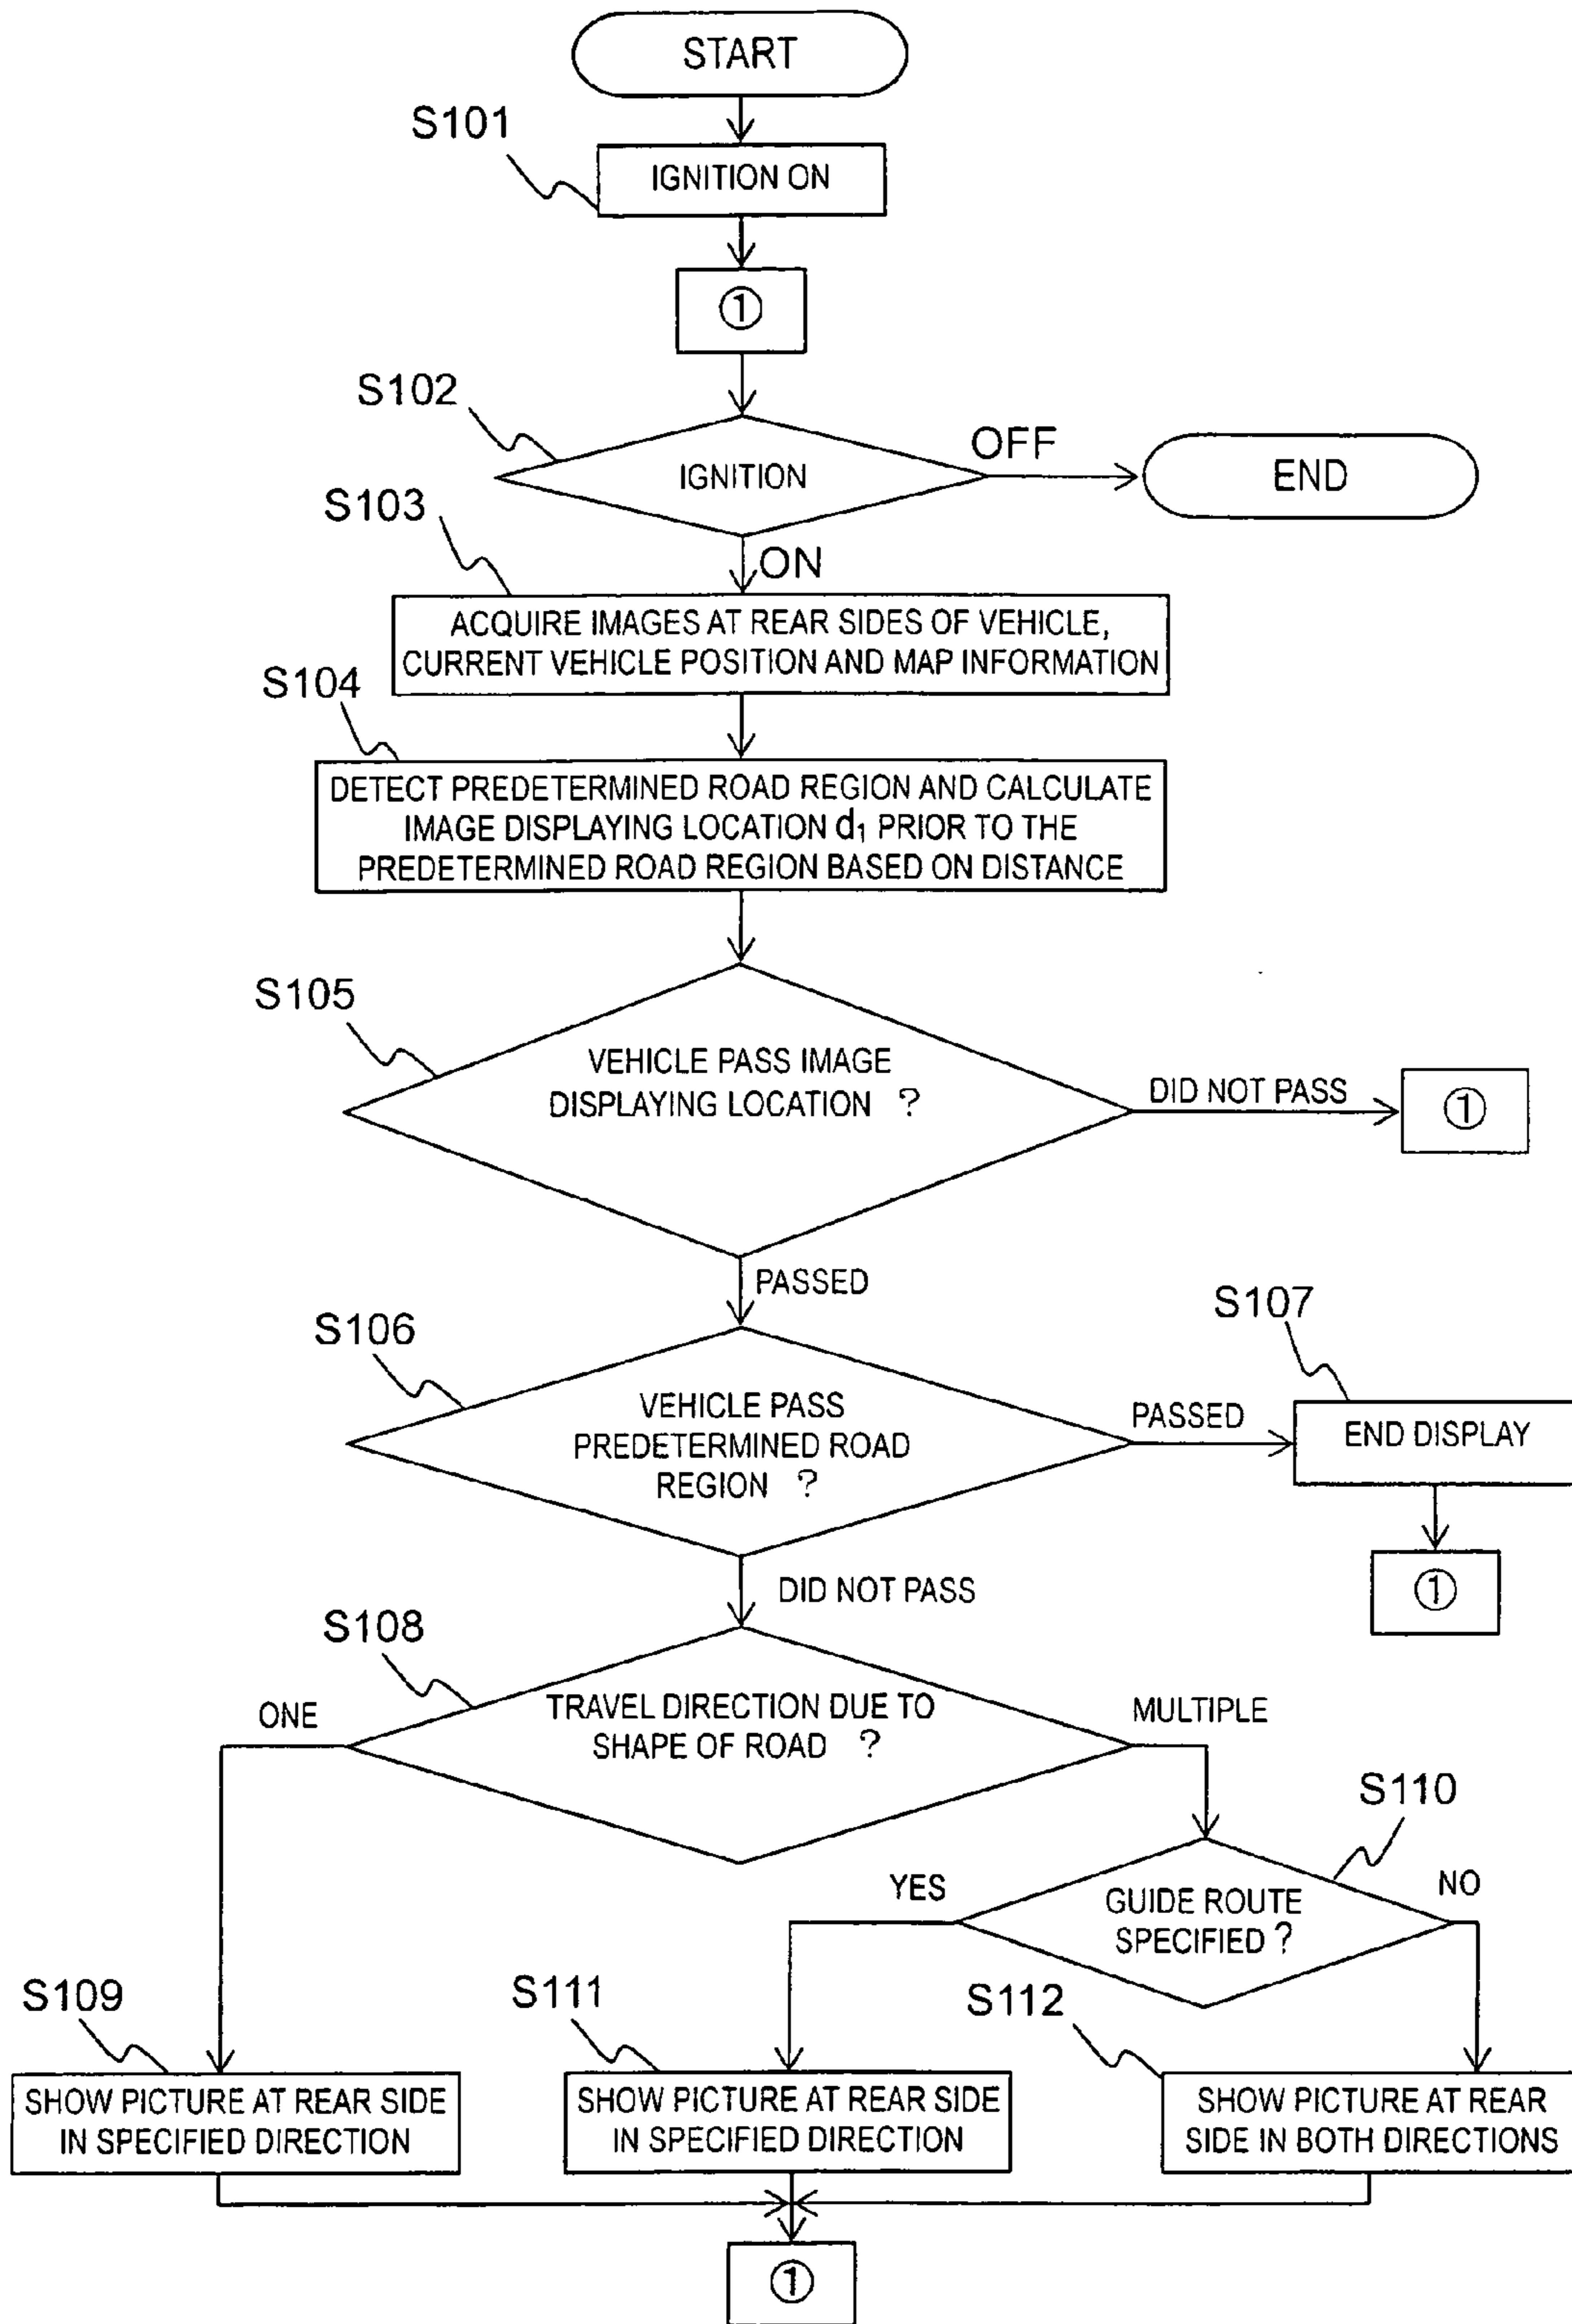 START
S101
IGNITION ON
①
S102
IGNITION
OFF
END
S103
ON
ACQUIRE IMAGES AT REAR SIDES OF VEHICLE,
CURRENT VEHICLE POSITION AND MAP INFORMATION
S104
DETECT PREDETERMINED ROAD REGION AND CALCULATE
IMAGE DISPLAYING LOCATION d₁ PRIOR TO THE
PREDETERMINED ROAD REGION BASED ON DISTANCE
S105
VEHICLE PASS IMAGE
DISPLAYING LOCATION ?
DID NOT PASS
①
PASSED
S106
VEHICLE PASS
PREDETERMINED ROAD
REGION ?
PASSED
S107
END DISPLAY
①
DID NOT PASS
S108
ONE
TRAVEL DIRECTION DUE TO
SHAPE OF ROAD ?
MULTIPLE
S110
YES
GUIDE ROUTE
SPECIFIED ?
NO
S109
SHOW PICTURE AT REAR SIDE
IN SPECIFIED DIRECTION
S111
SHOW PICTURE AT REAR SIDE
IN SPECIFIED DIRECTION
S112
SHOW PICTURE AT REAR
SIDE IN BOTH DIRECTIONS
①